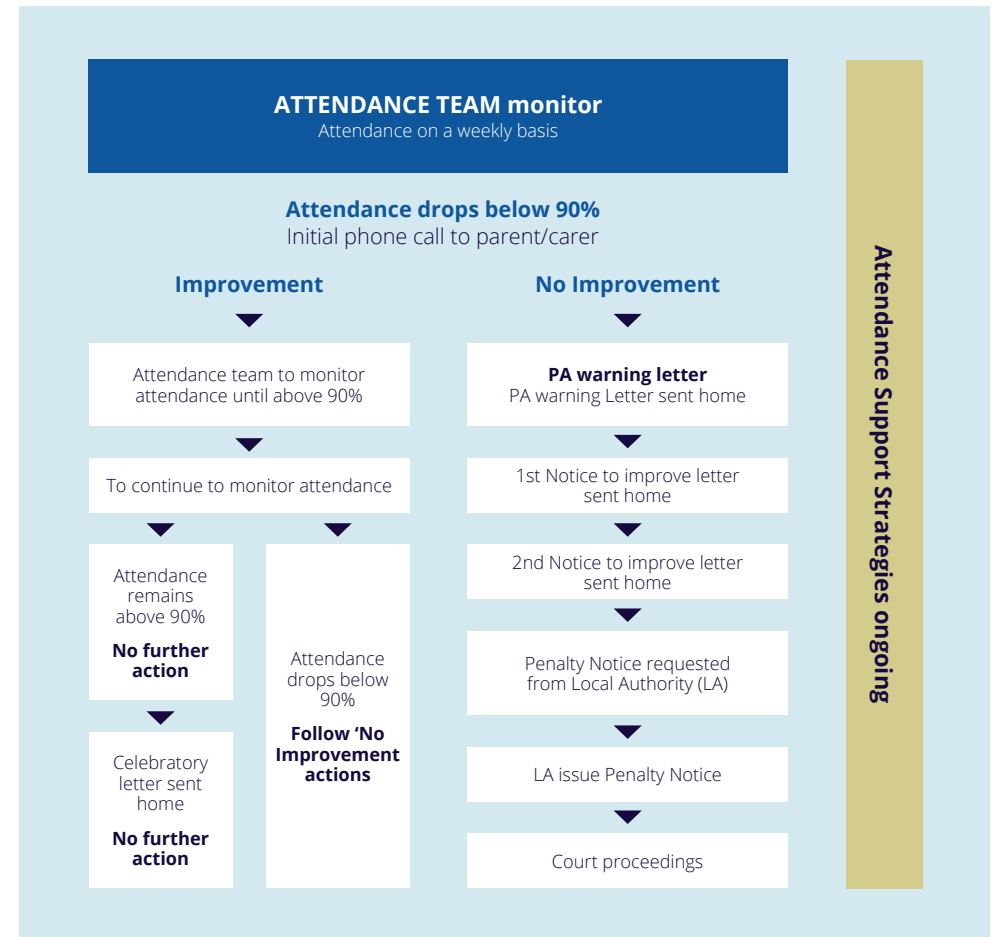 ATTENDANCE TEAM monitor
Attendance on a weekly basis
Attendance drops below 90%
Initial phone call to parent/carer
Improvement
Attendance team to monitor
attendance until above 90%
To continue to monitor attendance
Attendance
remains
above 90%
No further
action
Celebratory
letter sent
home
No further
action
Attendance
drops below
90%
Follow ‘No
Improvement
actions
No Improvement
PA warning letter
PA warning Letter sent home
1st Notice to improve letter
sent home
2nd Notice to improve letter
sent home
Penalty Notice requested
from Local Authority (LA)
LA issue Penalty Notice
Court proceedings
Attendance Support Strategies ongoing